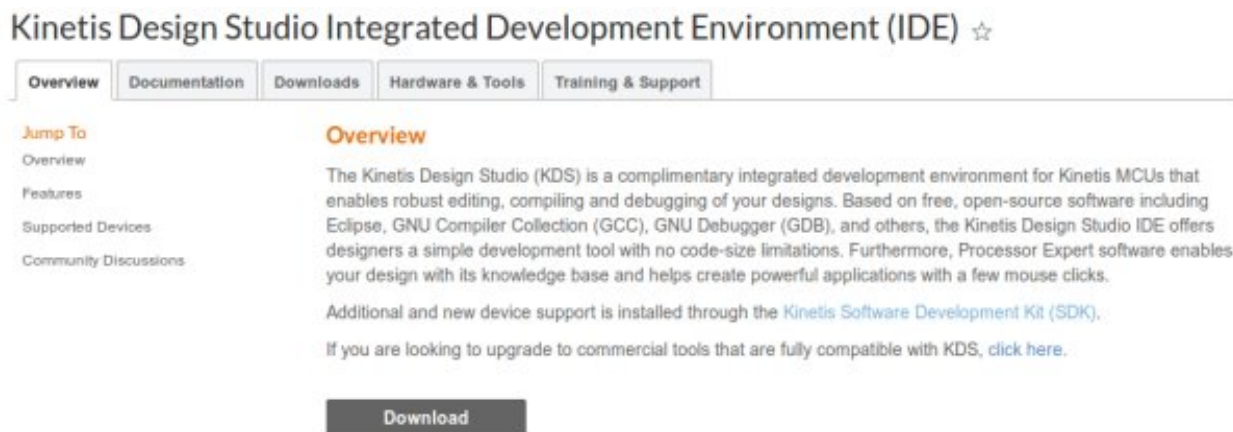 Kinetis Design Studio Integrated Development Environment (IDE) ☆
Overview
Documentation
Downloads
Hardware & Tools
Training & Support
Jump To
Overview
Features
Supported Devices
Community Discussions
Overview
The Kinetis Design Studio (KDS) is a complimentary integrated development environment for Kinetis MCUs that
enables robust editing, compiling and debugging of your designs. Based on free, open-source software including
Eclipse, GNU Compiler Collection (GCC), GNU Debugger (GDB), and others, the Kinetis Design Studio IDE offers
designers a simple development tool with no code-size limitations. Furthermore, Processor Expert software enables
your design with its knowledge base and helps create powerful applications with a few mouse clicks.
Additional and new device support is installed through the Kinetis Software Development Kit (SDK).
If you are looking to upgrade to commercial tools that are fully compatible with KDS, click here.
Download